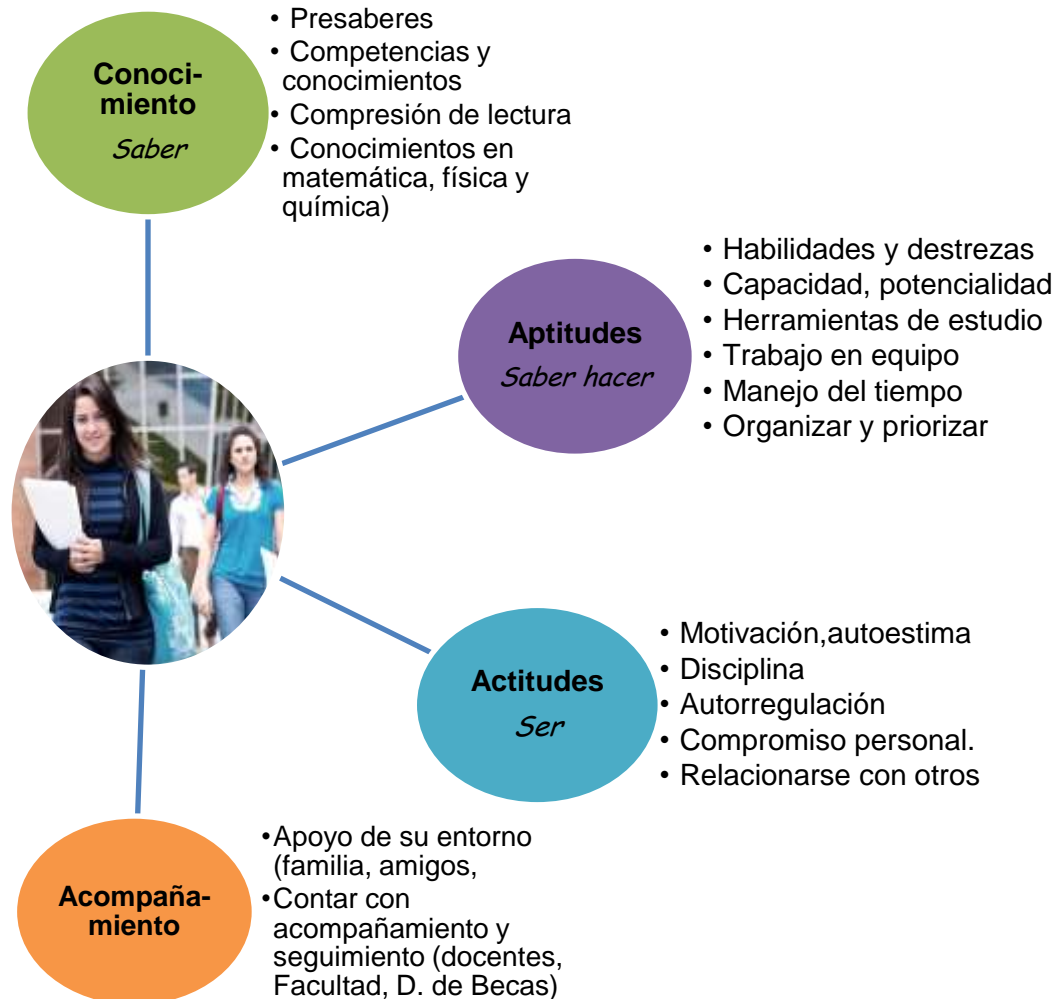 Conoci-
miento
Saber
• Presaberes
• Competencias y
conocimientos
• Compresión de lectura
• Conocimientos en
matemática, física y
química)
Aptitudes
Saber hacer
• Habilidades y destrezas
• Capacidad, potencialidad
• Herramientas de estudio
• Trabajo en equipo
• Manejo del tiempo
• Organizar y priorizar
Actitudes
Ser
• Motivación,autoestima
• Disciplina
• Autorregulación
• Compromiso personal.
• Relacionarse con otros
Acompaña-
miento
•Apoyo de su entorno
(familia, amigos,
•Contar con
acompañamiento y
seguimiento (docentes,
Facultad, D. de Becas)